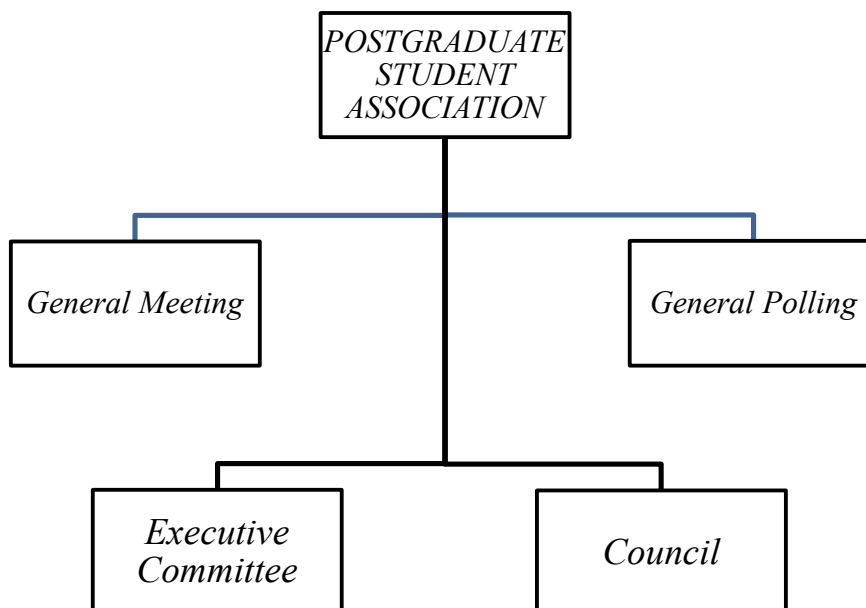 POSTGRADUATE
STUDENT
ASSOCIATION
General Meeting
General Polling
Executive
Committee
Council